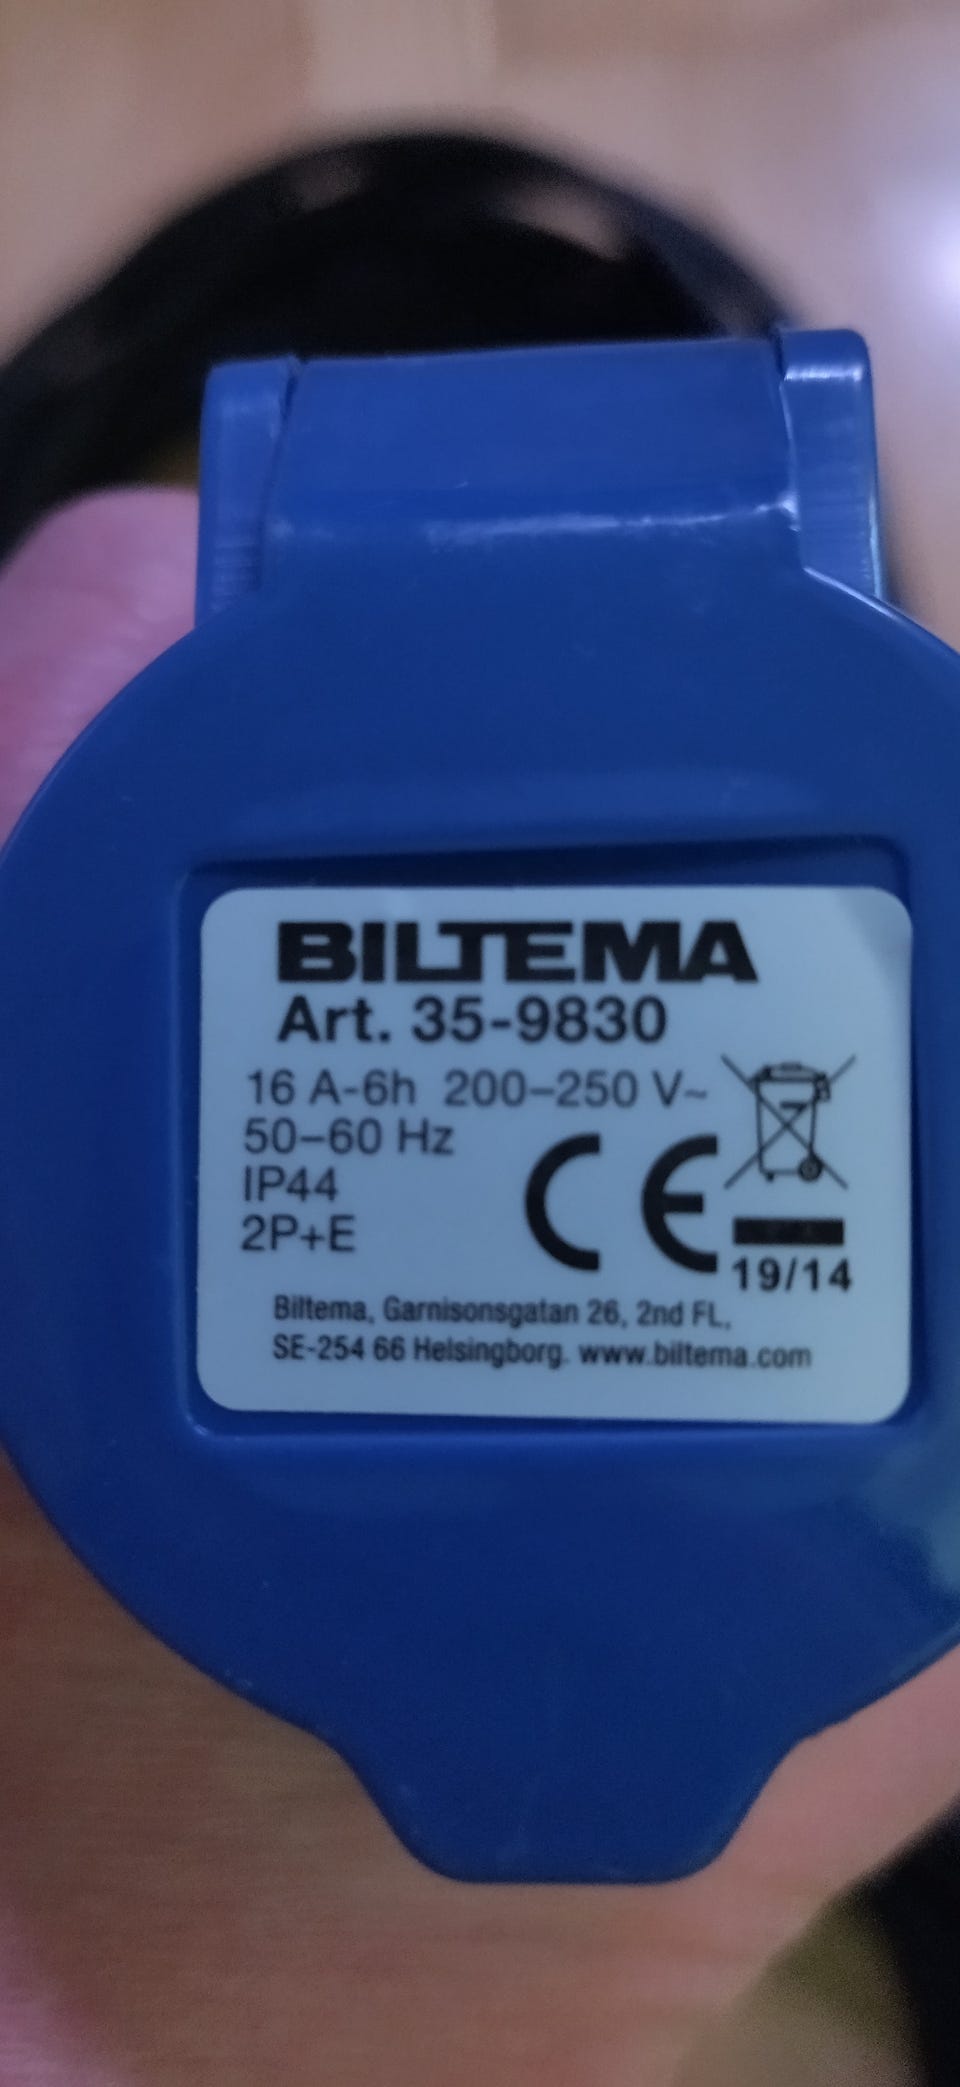 BILTEMA
Art. 35-9830
16 A-6h 200–250 V~
50–60 Hz
IP44
2P+E
CE
19/14
Biltema, Garnisonsgatan 26, 2nd FL,
SE-254 66 Helsingborg. www.biltema.com